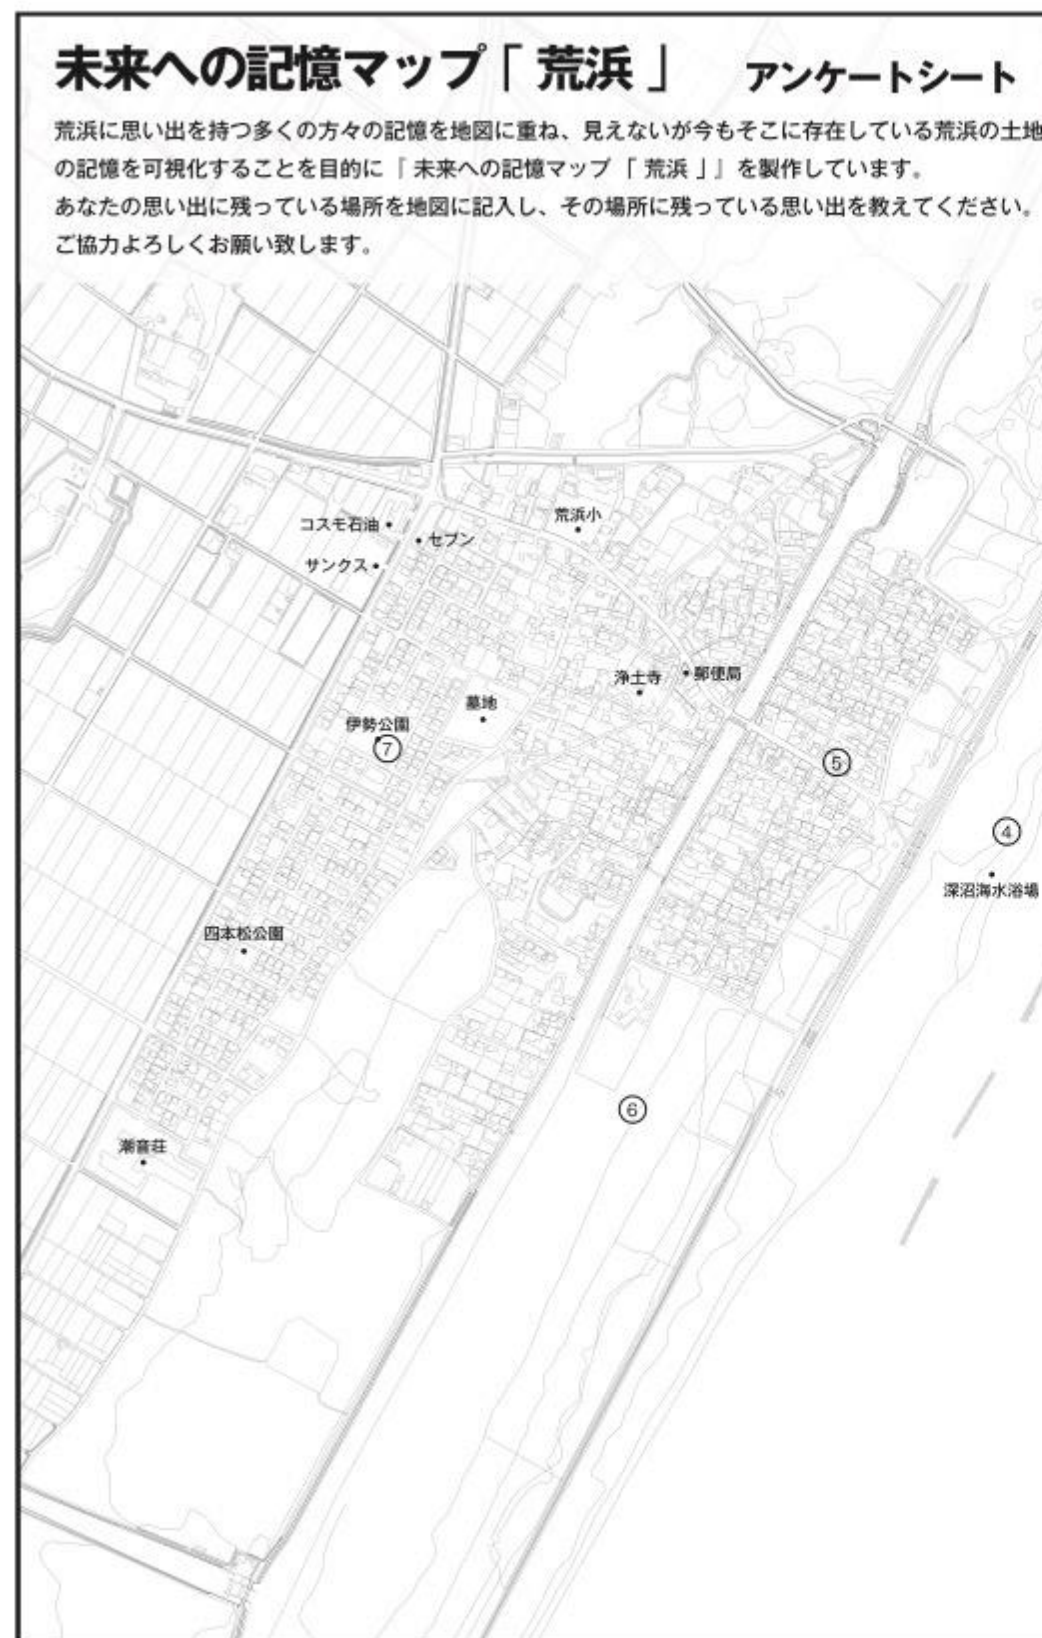 未来への記憶マップ「 荒浜 」 アンケートシート
荒浜に思い出を持つ多くの方々の記憶を地図に重ね、見えないが今もそこに存在している荒浜の土地
の記憶を可視化することを目的に『 未来への記憶マップ 「 荒浜 」』を製作しています。
あなたの思い出に残っている場所を地図に記入し、その場所に残っている思い出を教えてください。
ご協力よろしくお願い致します。
コスモ石油
セブン
荒浜小
サンクス
浄土寺
郵便局
墓地
伊勢公園
⑦
⑤
④
深沼海水浴場
四本松公園
⑥
潮音荘